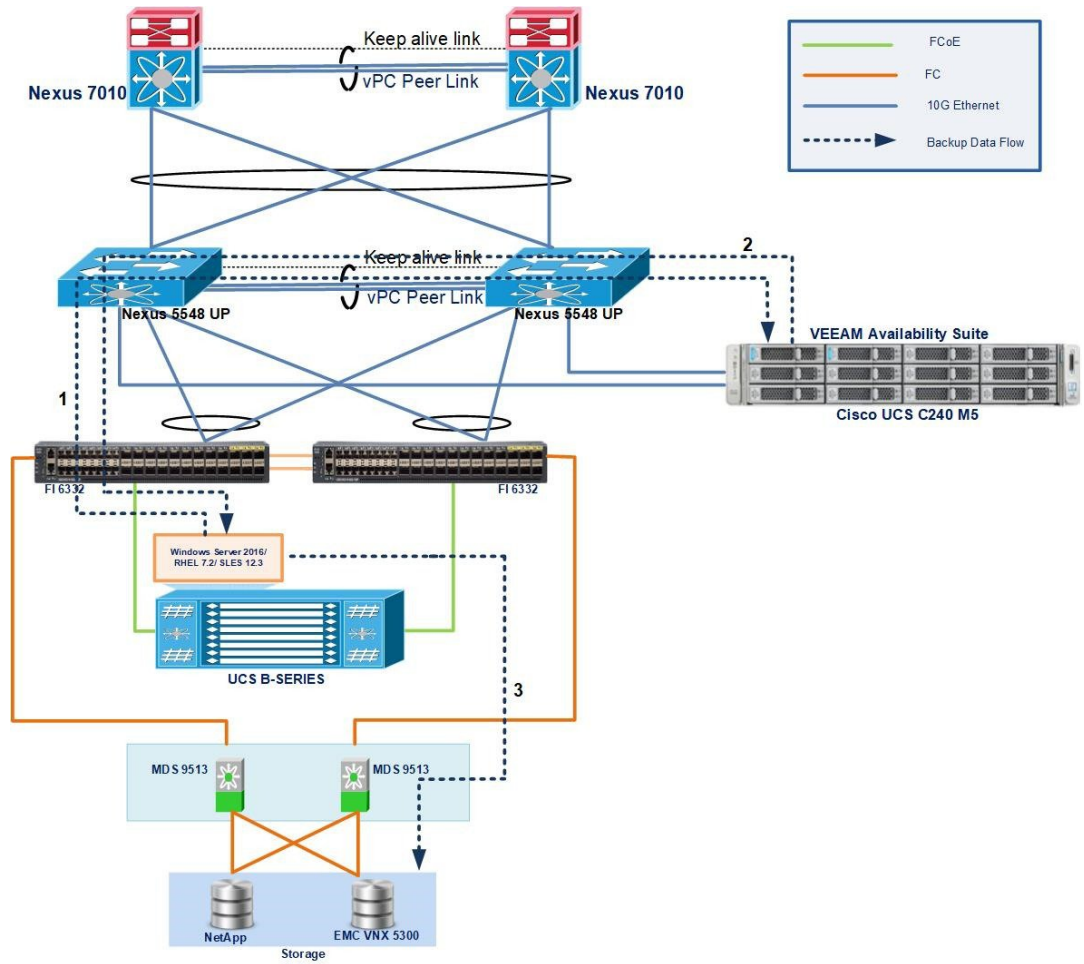 Keep alive link
vPC Peer Link
Nexus 7010
Nexus 7010
FCoE
FC
10G Ethernet
Backup Data Flow
Keep alive link
vPC Peer Link
Nexus 5548 UP
Nexus 5548 UP
2
VEEAM Availability Suite
Cisco UCS C240 M5
1
FI 6332
FI 6332
Windows Server 2016/
RHEL 7.2/ SLES 12.3
UCS B-SERIES
3
MDS 9513
MDS 9513
NetApp
EMC VNX 5300
Storage